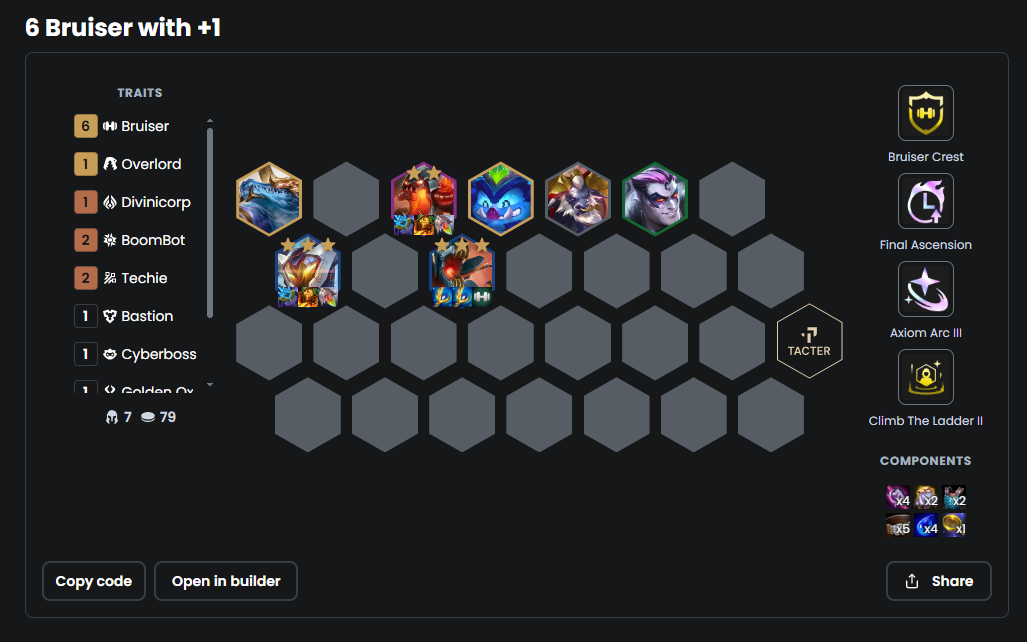 6 Bruiser with +1
TRAITS
6 Bruiser
1 Overlord
1 Divinicorp
2 BoomBot
2 Techie
1 Bastion
1 Cyberboss
1 Golden Ox
7 79
TACTER
Bruiser Crest
Final Ascension
Axiom Arc III
Climb The Ladder II
COMPONENTS
x4 x2 x2
x5 x4 x1
Copy code
Open in builder
Share